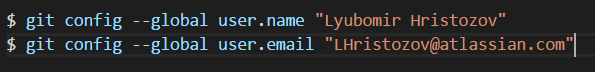 $ git config --global user.name "Lyubomir Hristozov"
$ git config --global user.email "LHristozov@atlassian.com"